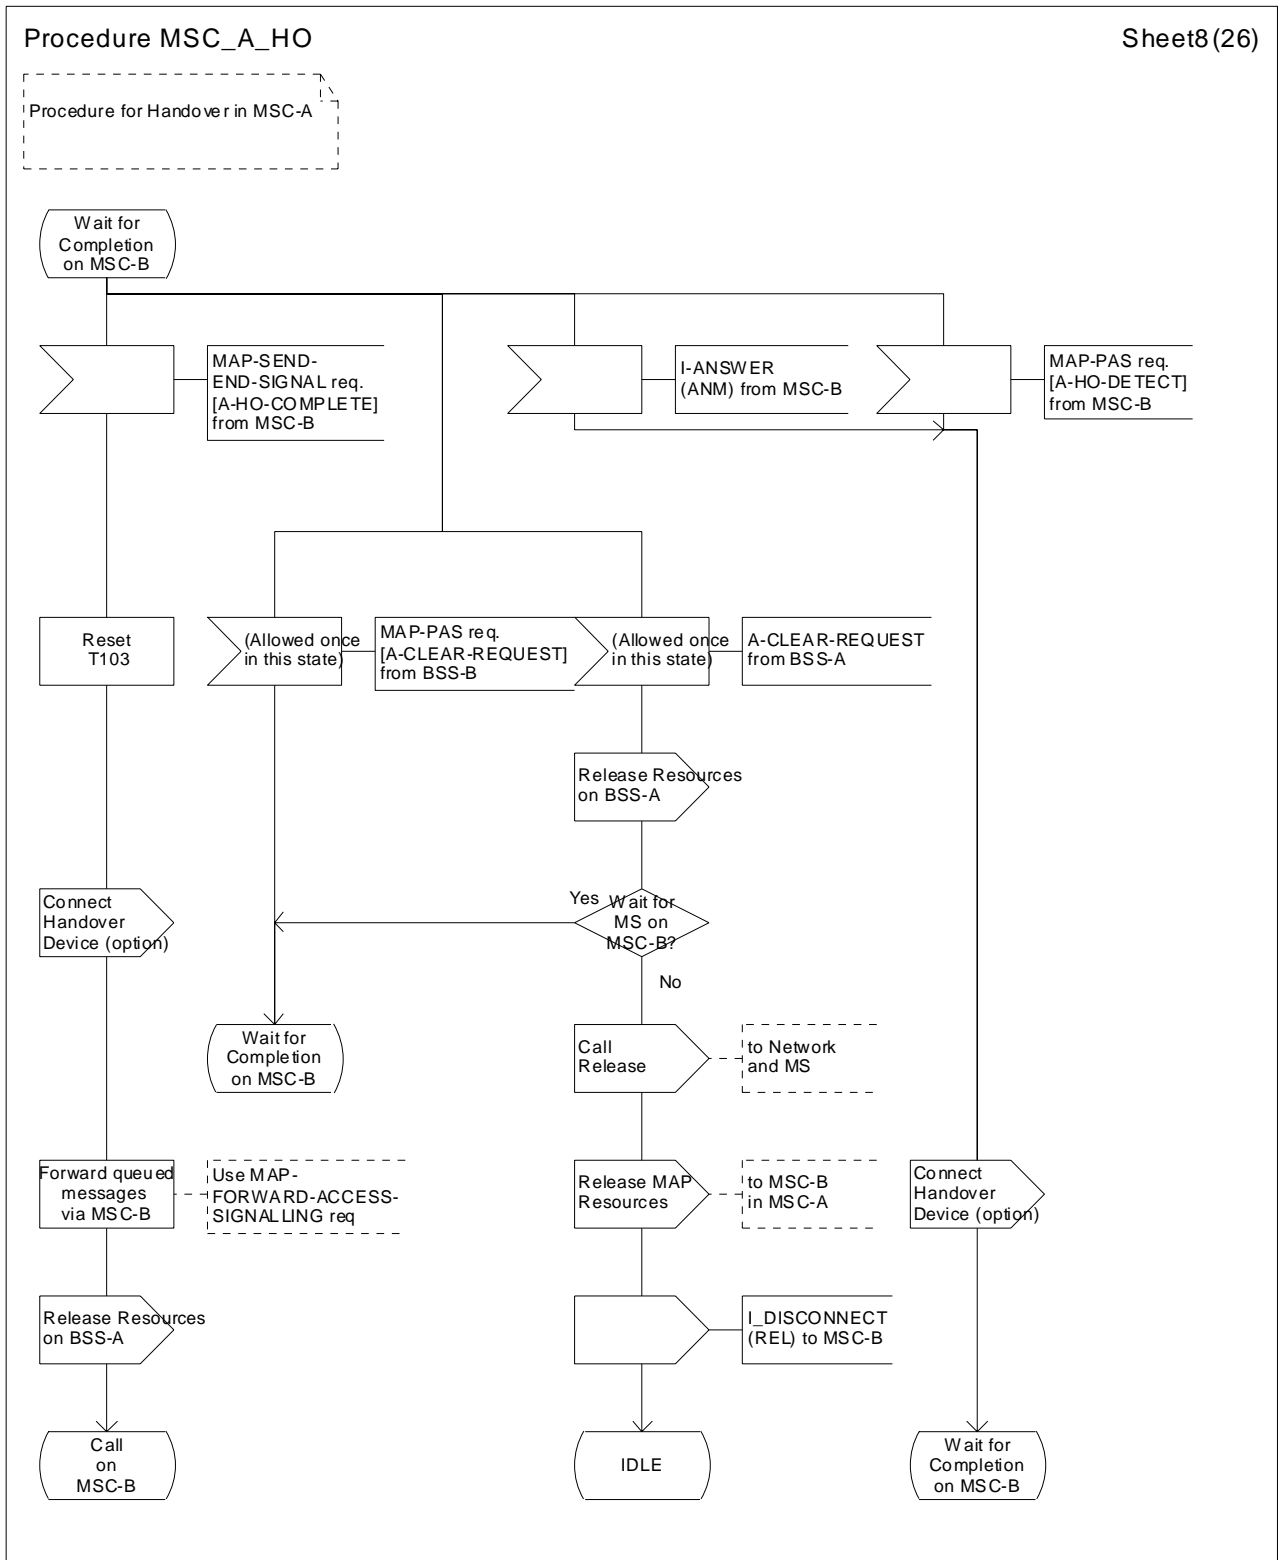 Procedure MSC_A_HO
Sheet8(26)
Procedure for Handover in MSC-A
Wait for
Completion
on MSC-B
MAP-SEND-
END-SIGNAL req.
[A-HO-COMPLETE]
from MSC-B
I-ANSWER
(ANM) from MSC-B
MAP-PAS req.
[A-HO-DETECT]
from MSC-B
Reset
T103
(Allowed once
in this state)
MAP-PAS req.
[A-CLEAR-REQUEST]
from BSS-B
(Allowed once
in this state)
A-CLEAR-REQUEST
from BSS-A
Release Resources
on BSS-A
Connect
Handover
Device (option)
Yes
Wait for
MS on
MSC-B?
No
Wait for
Completion
on MSC-B
Call
Release
to Network
and MS
Forward queued
messages
via MSC-B
Use MAP-
FORWARD-ACCESS-
SIGNALLING req
Release MAP
Resources
to MSC-B
in MSC-A
Connect
Handover
Device (option)
Release Resources
on BSS-A
I_DISCONNECT
(REL) to MSC-B
Call
on
MSC-B
IDLE
Wait for
Completion
on MSC-B